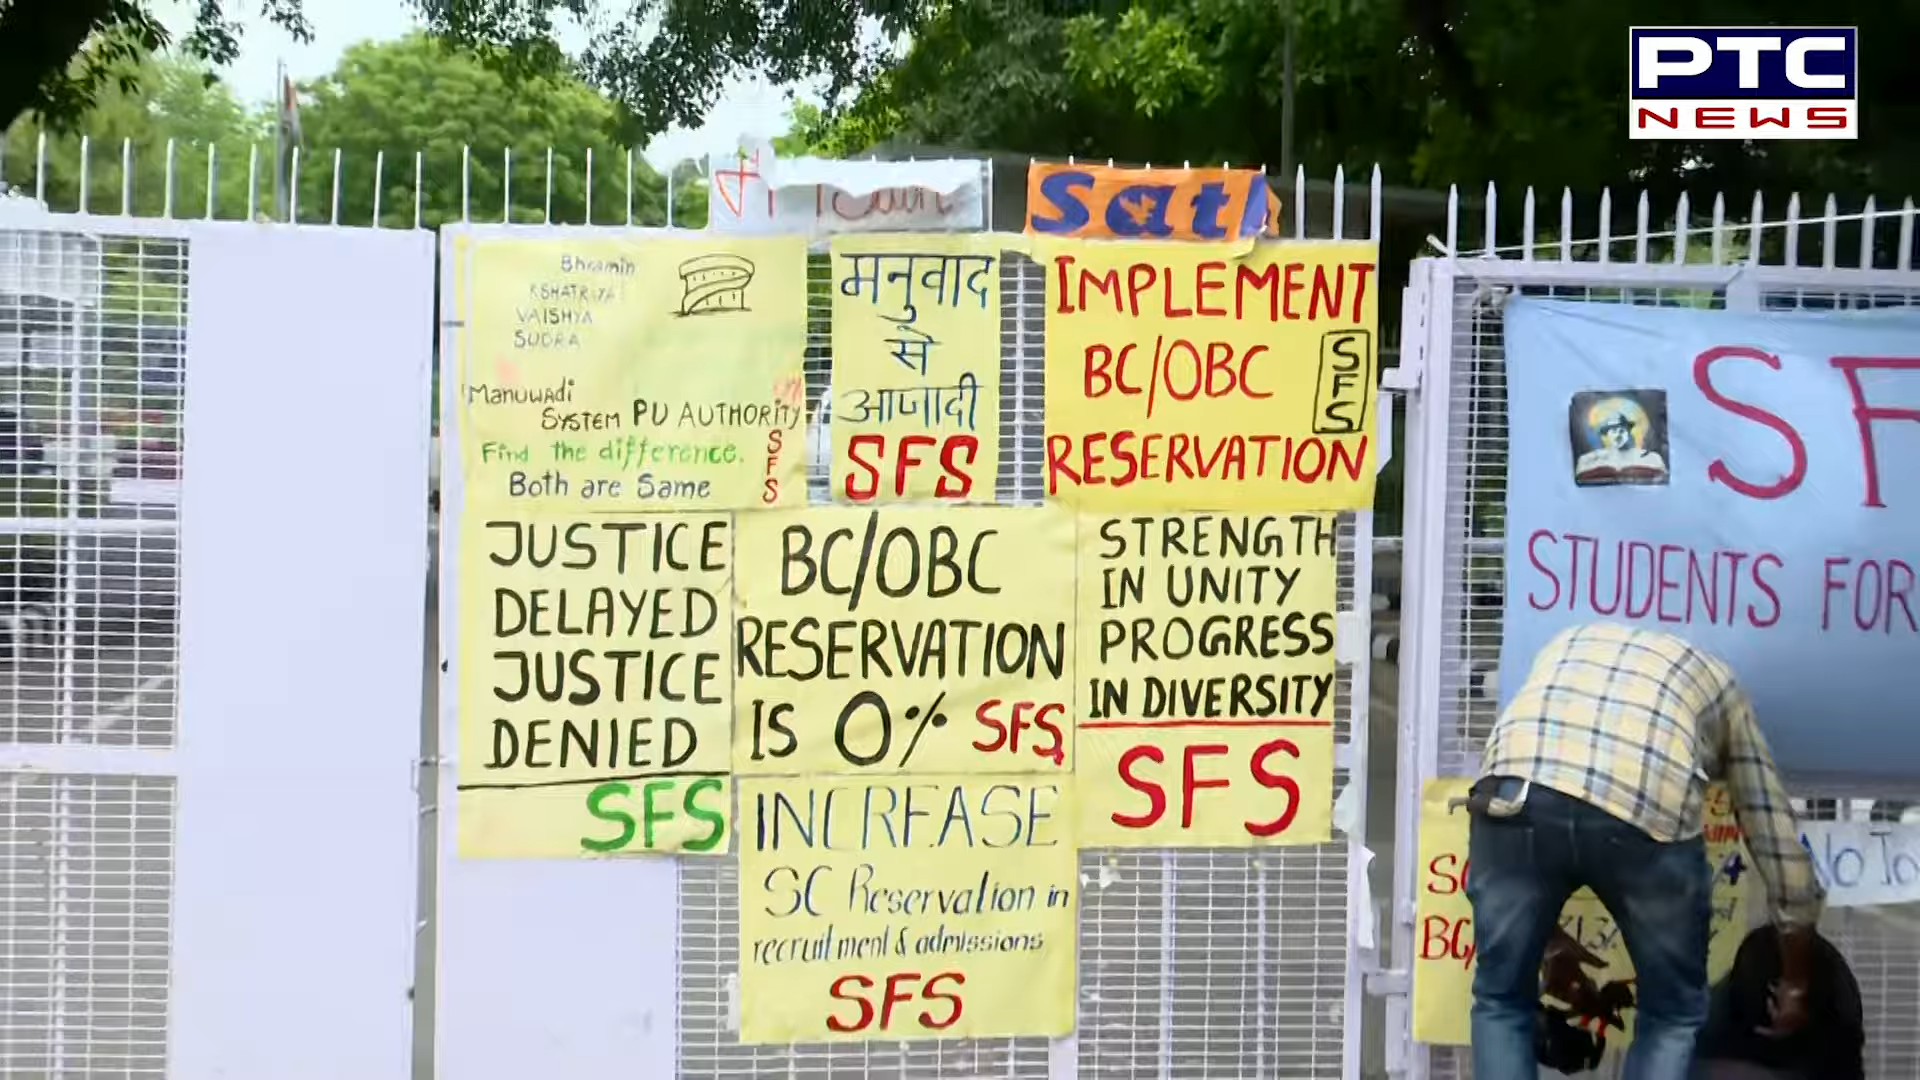 PTC
NEWS
Sat
Bhramin
KSHATRIYA
VAISHYA
SUDRA
Manuwadi
SYSTEM PU AUTHORITY
Find the difference.
Both are Same
SFS
मनुवाद
से
आजादी
SFS
IMPLEMENT
BC/OBC
RESERVATION
SFS
JUSTICE
DELAYED
JUSTICE
DENIED
SFS
BC/OBC
RESERVATION
IS 0% SFS
STRENGTH
IN UNITY
PROGRESS
IN DIVERSITY
SFS
INCREASE
SC Reservation in
recruitment & admissions
SFS
SF
STUDENTS FOR
No To